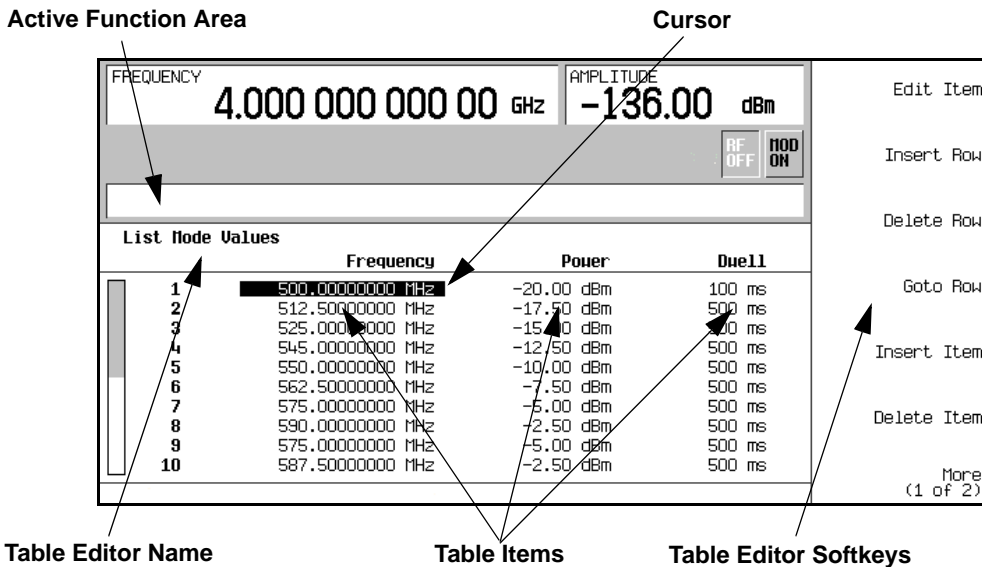 Active Function Area Cursor
FREQUENCY AMPLITUDE
4.000 000 000 00 GHz -136.00 dBm
Edit Item
RF OFF MOD ON
Insert Row
Delete Row
List Mode Values
Frequency Power Dwell
1 500.00000000 MHz -20.00 dBm 100 ms
Goto Row
2 512.50000000 MHz -17.50 dBm 500 ms
3 525.00000000 MHz -15.00 dBm 500 ms
4 545.00000000 MHz -12.50 dBm 500 ms
Insert Item
5 550.00000000 MHz -10.00 dBm 500 ms
6 562.50000000 MHz -7.50 dBm 500 ms
7 575.00000000 MHz -5.00 dBm 500 ms
8 590.00000000 MHz -2.50 dBm 500 ms
Delete Item
9 575.00000000 MHz -5.00 dBm 500 ms
10 587.50000000 MHz -2.50 dBm 500 ms
More
(1 of 2)
Table Editor Name Table Items Table Editor Softkeys